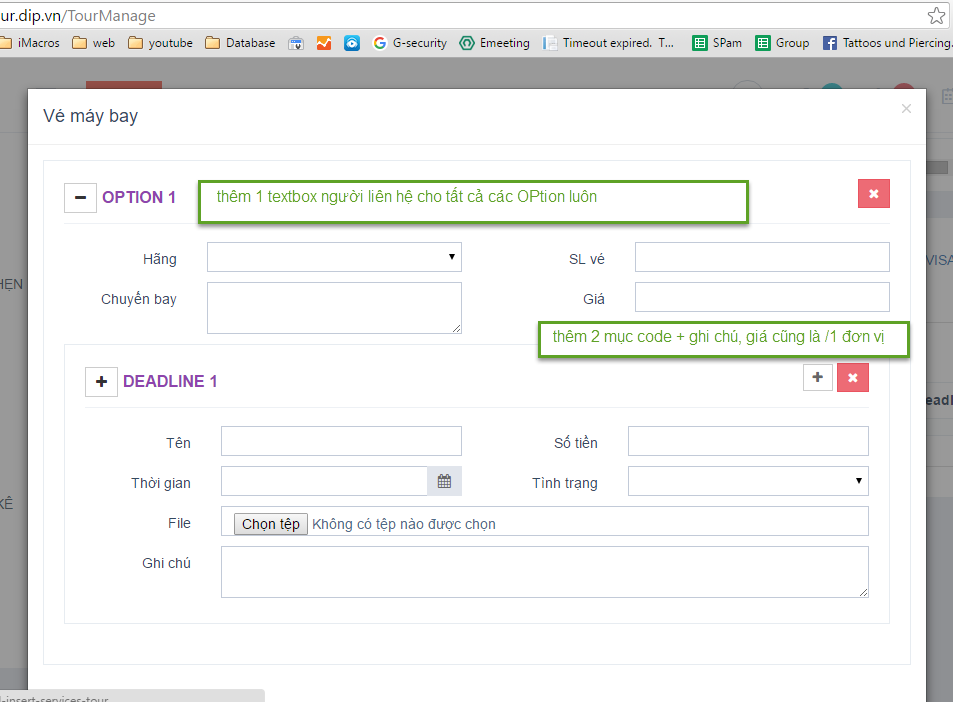 ur.dip.vn/TourManage
iMacros web youtube Database G-security Emeeting Timeout expired. T... SPam Group Tattoos und Piercing.
Vé máy bay ×
− OPTION 1 thêm 1 textbox người liên hệ cho tất cả các OPtion luôn
Hãng SL vé
Chuyến bay Giá
thêm 2 mục code + ghi chú, giá cũng là /1 đơn vị
+ DEADLINE 1 +
Tên Số tiền
Thời gian Tình trạng
File Chọn tệp Không có tệp nào được chọn
Ghi chú
HẸN
VISA
KÊ
-insert-services-tour